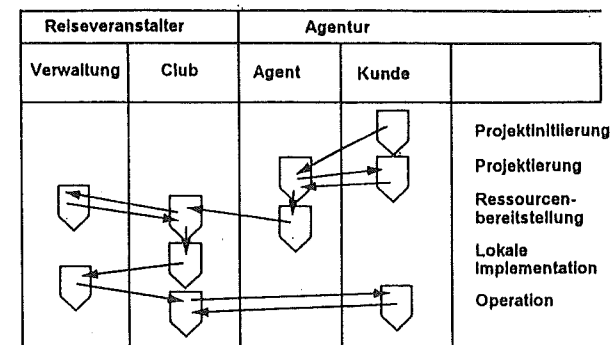 Reiseveranstalter Agentur
Verwaltung Club Agent Kunde
Projektinitiierung
Projektierung
Ressourcen-
bereitstellung
Lokale
Implementation
Operation